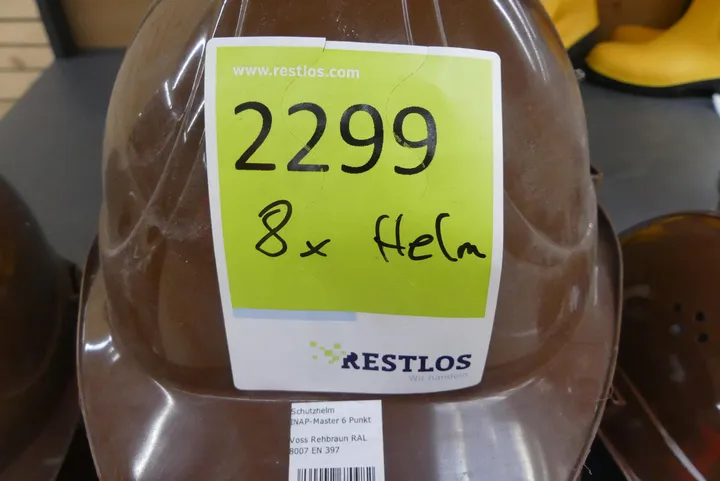 www.restlos.com
2299
8x Helm
RESTLOS
Wir handeln
Schutzhelm
INAP-Master 6 Punkt
Voss Rehbraun RAL
8007 EN 397